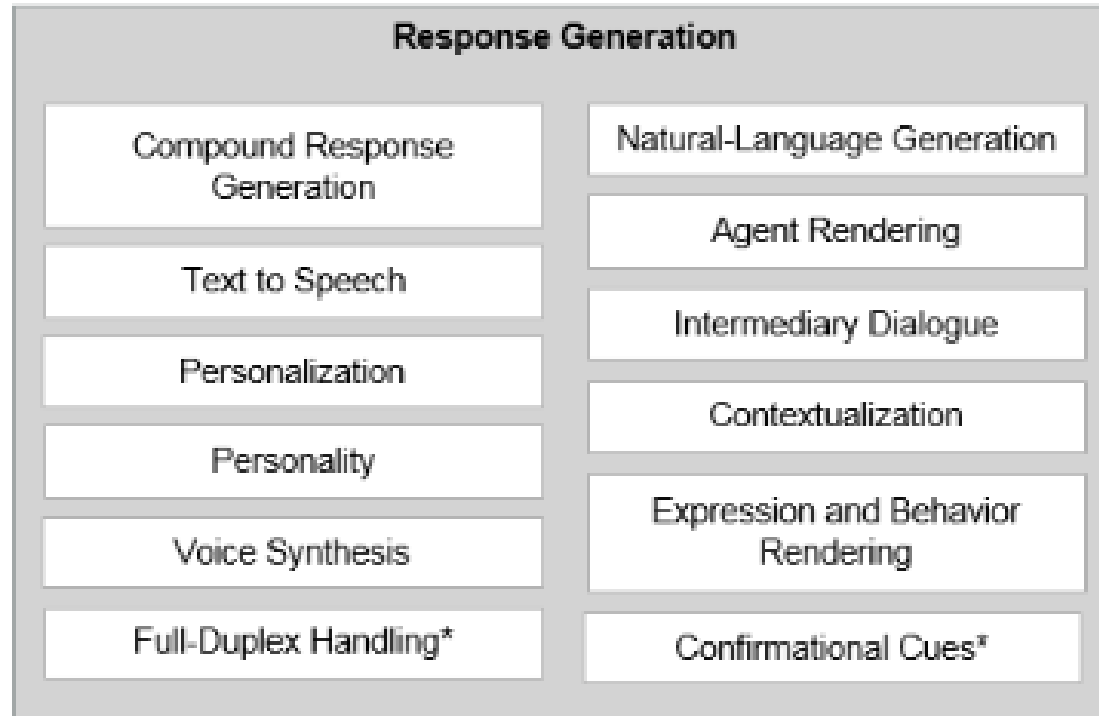 Response Generation
Compound Response
Generation
Text to Speech
Personalization
Personality
Voice Synthesis
Full-Duplex Handling*
Natural-Language Generation
Agent Rendering
Intermediary Dialogue
Contextualization
Expression and Behavior
Rendering
Confirmational Cues*